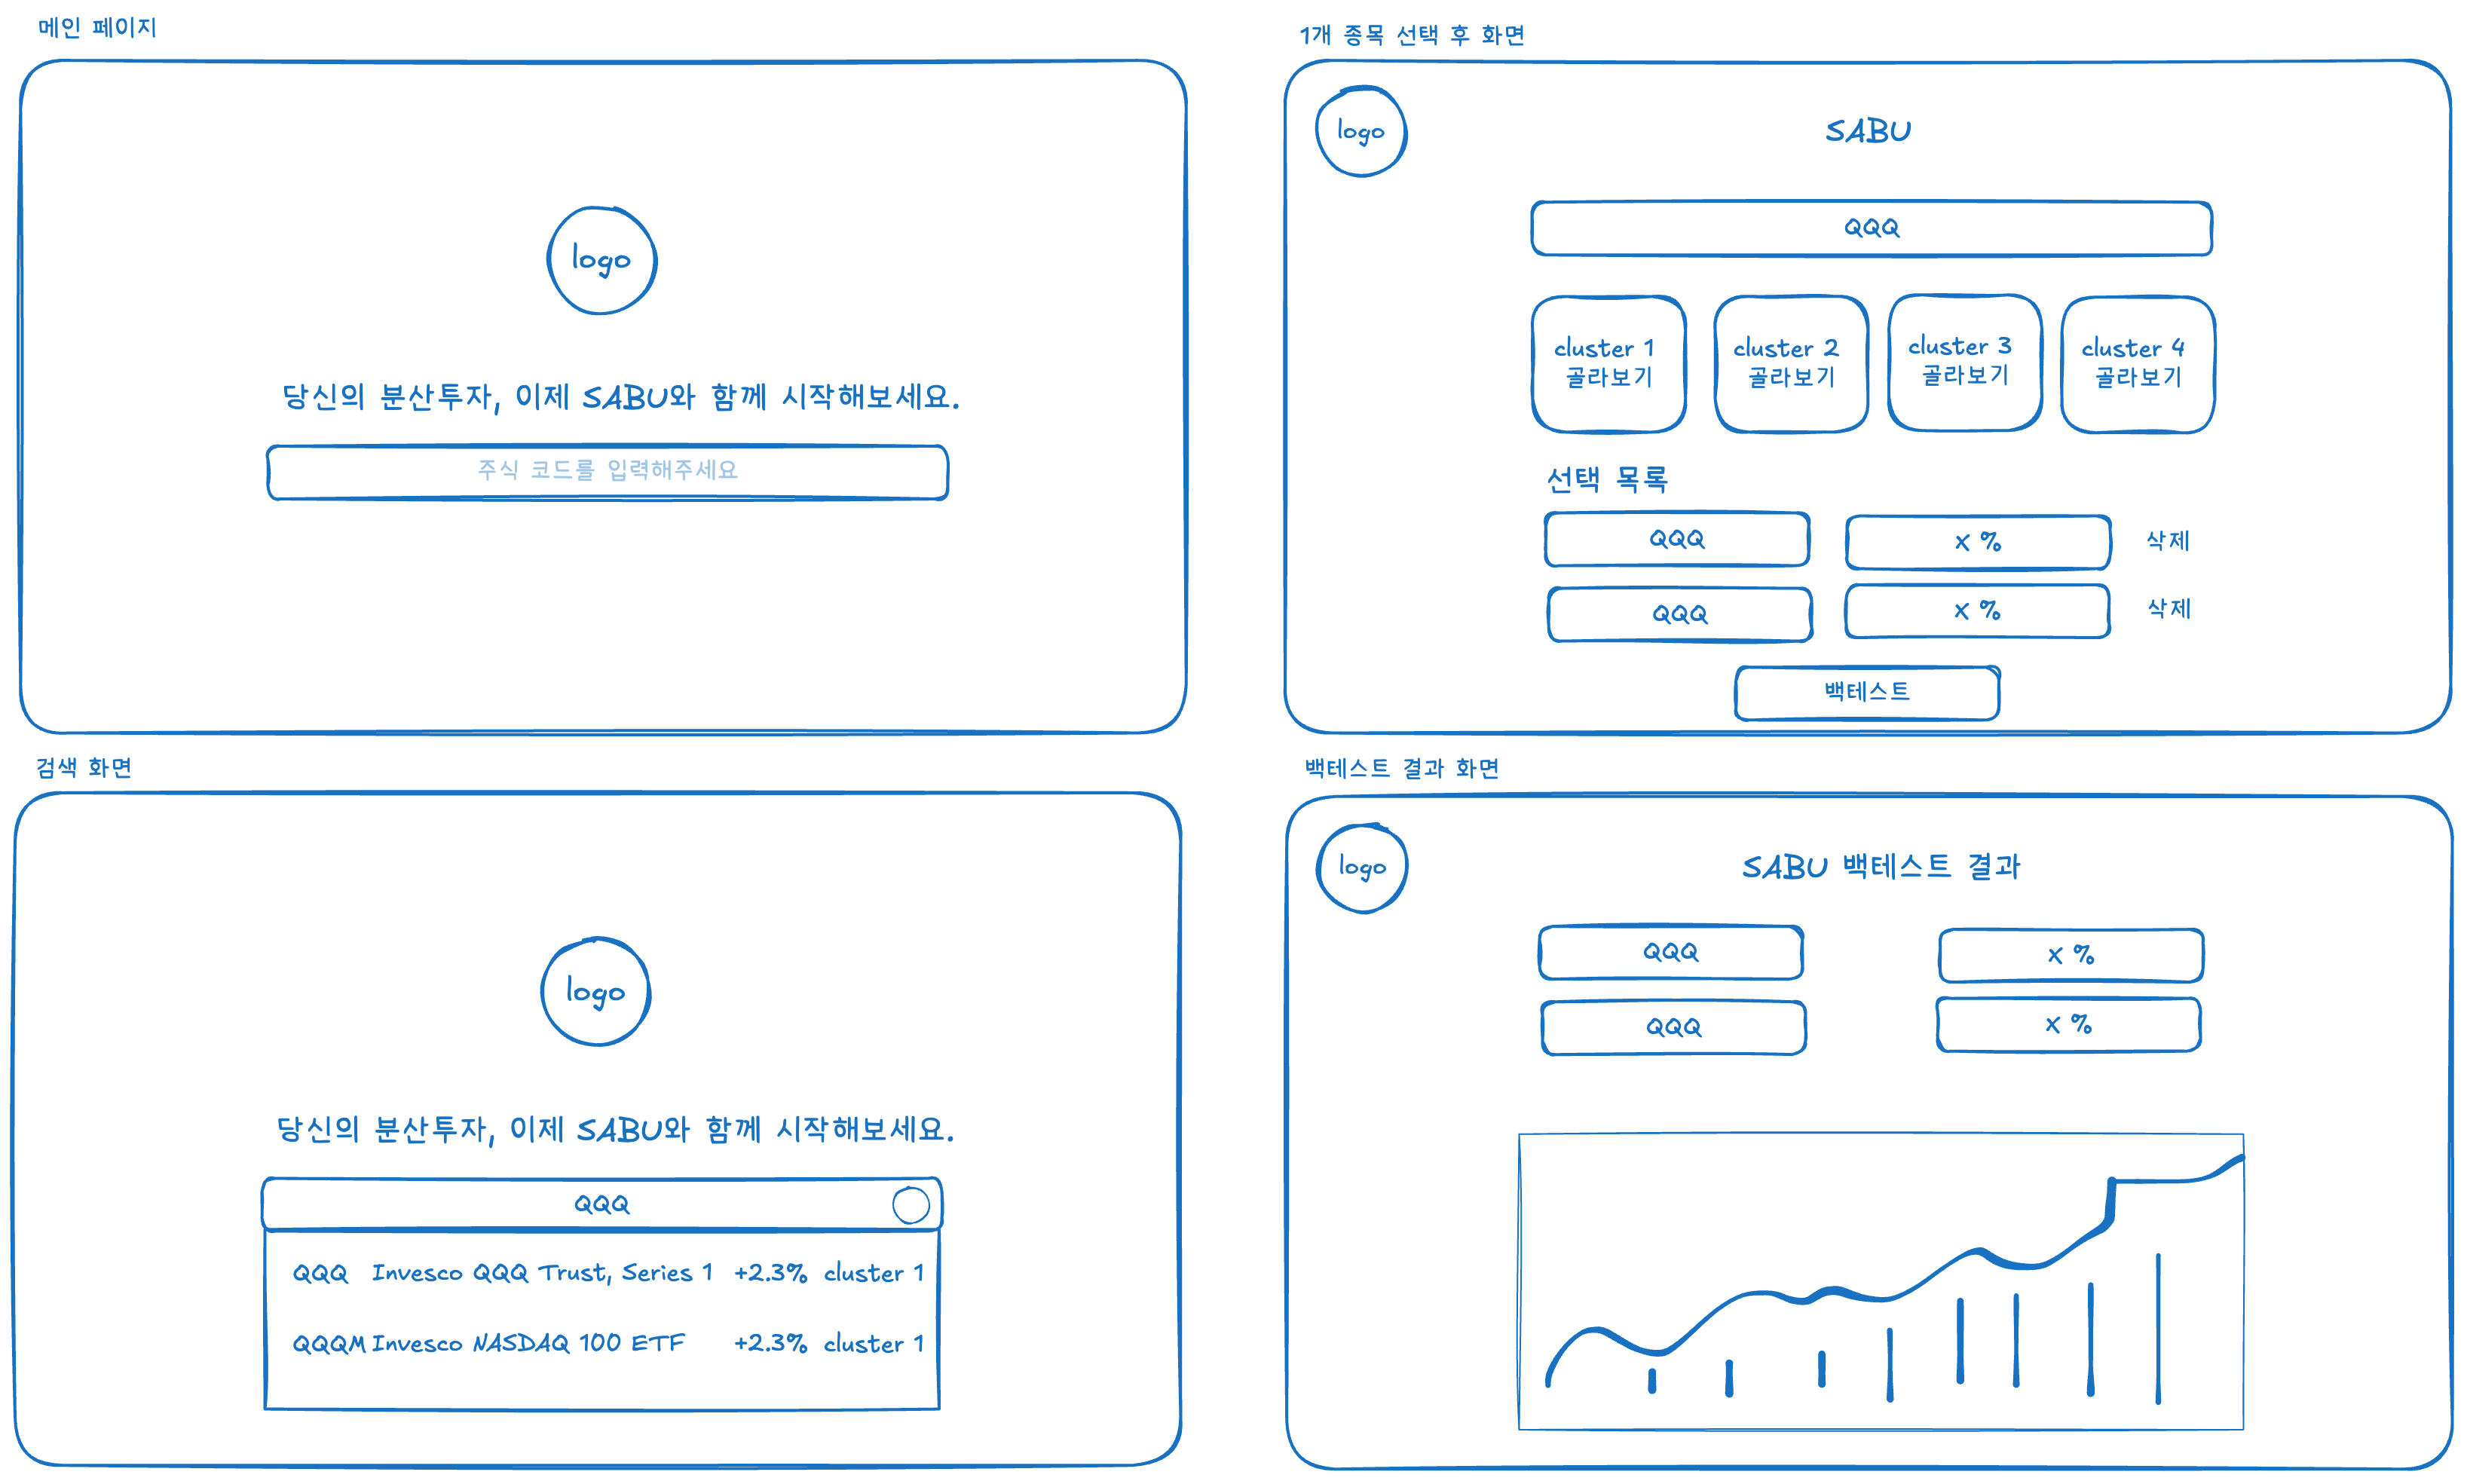 메인 페이지
logo
당신의 분산투자, 이제 SABU와 함께 시작해보세요.
주식 코드를 입력해주세요
1개 종목 선택 후 화면
logo
SABU
QQQ
cluster 1
골라보기
cluster 2
골라보기
cluster 3
골라보기
cluster 4
골라보기
선택 목록
QQQ x % 삭제
QQQ x % 삭제
백테스트
검색 화면
logo
당신의 분산투자, 이제 SABU와 함께 시작해보세요.
QQQ
QQQ Invesco QQQ Trust, Series 1 +2.3% cluster 1
QQQM Invesco NASDAQ 100 ETF +2.3% cluster 1
백테스트 결과 화면
logo
SABU 백테스트 결과
QQQ x %
QQQ x %